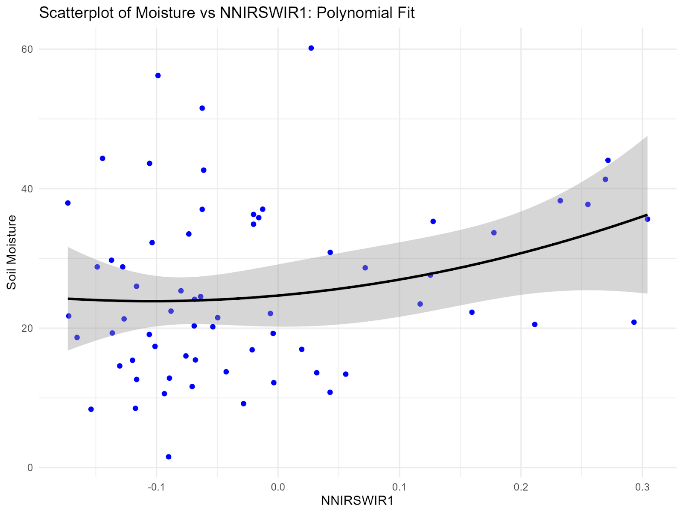 Scatterplot of Moisture vs NNIRSWIR1: Polynomial Fit
60
40
20
0
Soil Moisture
-0.1 0.0 0.1 0.2 0.3
NNIRSWIR1